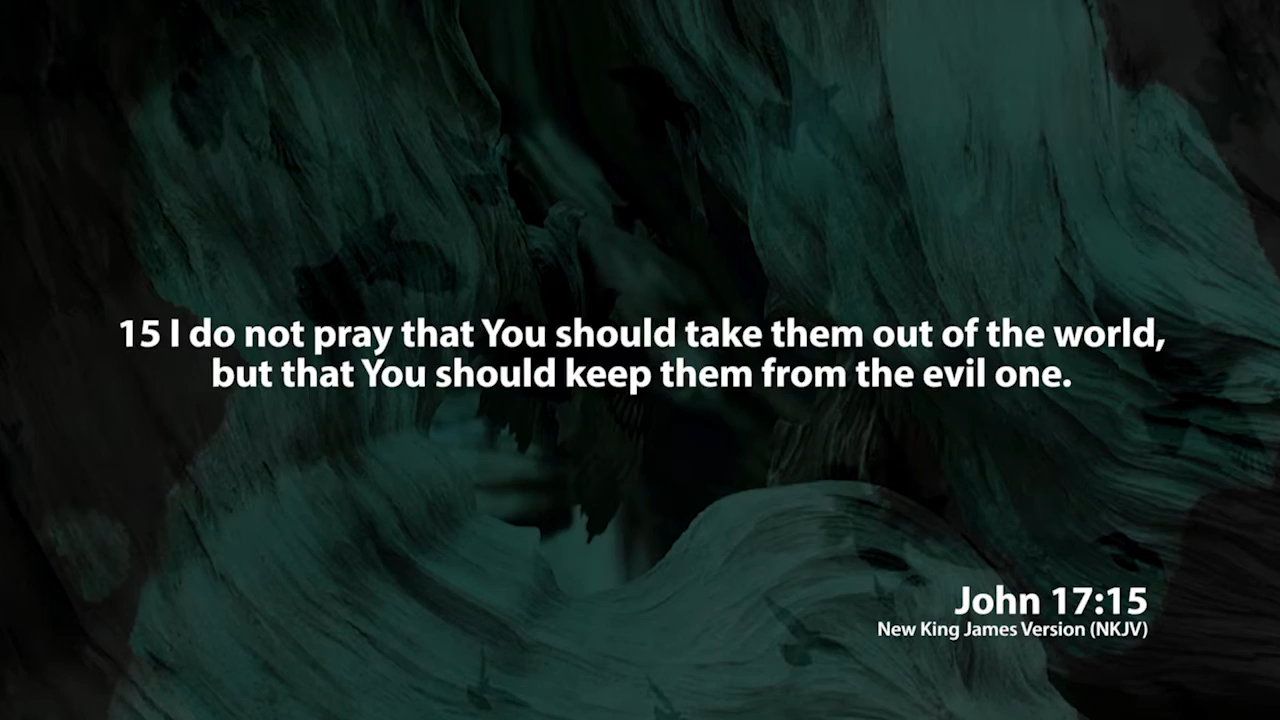 15 I do not pray that You should take them out of the world,
but that You should keep them from the evil one.
John 17:15
New King James Version (NKJV)